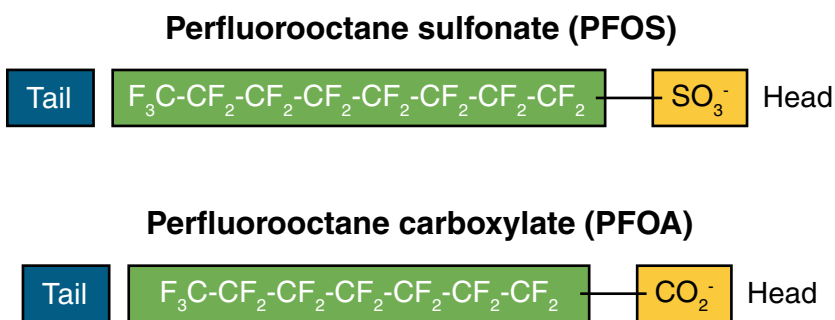 Perfluorooctane sulfonate (PFOS)
Tail F₃C-CF₂-CF₂-CF₂-CF₂-CF₂-CF₂-CF₂ SO₃⁻ Head
Perfluorooctane carboxylate (PFOA)
Tail F₃C-CF₂-CF₂-CF₂-CF₂-CF₂-CF₂ CO₂⁻ Head